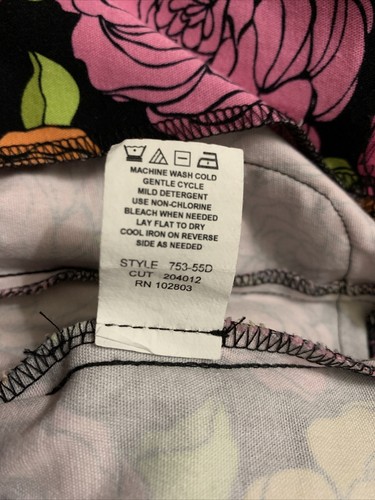 MACHINE WASH COLD
GENTLE CYCLE
MILD DETERGENT
USE NON-CHLORINE
BLEACH WHEN NEEDED
LAY FLAT TO DRY
COOL IRON ON REVERSE
SIDE AS NEEDED
STYLE 753-55D
CUT 204012
RN 102803